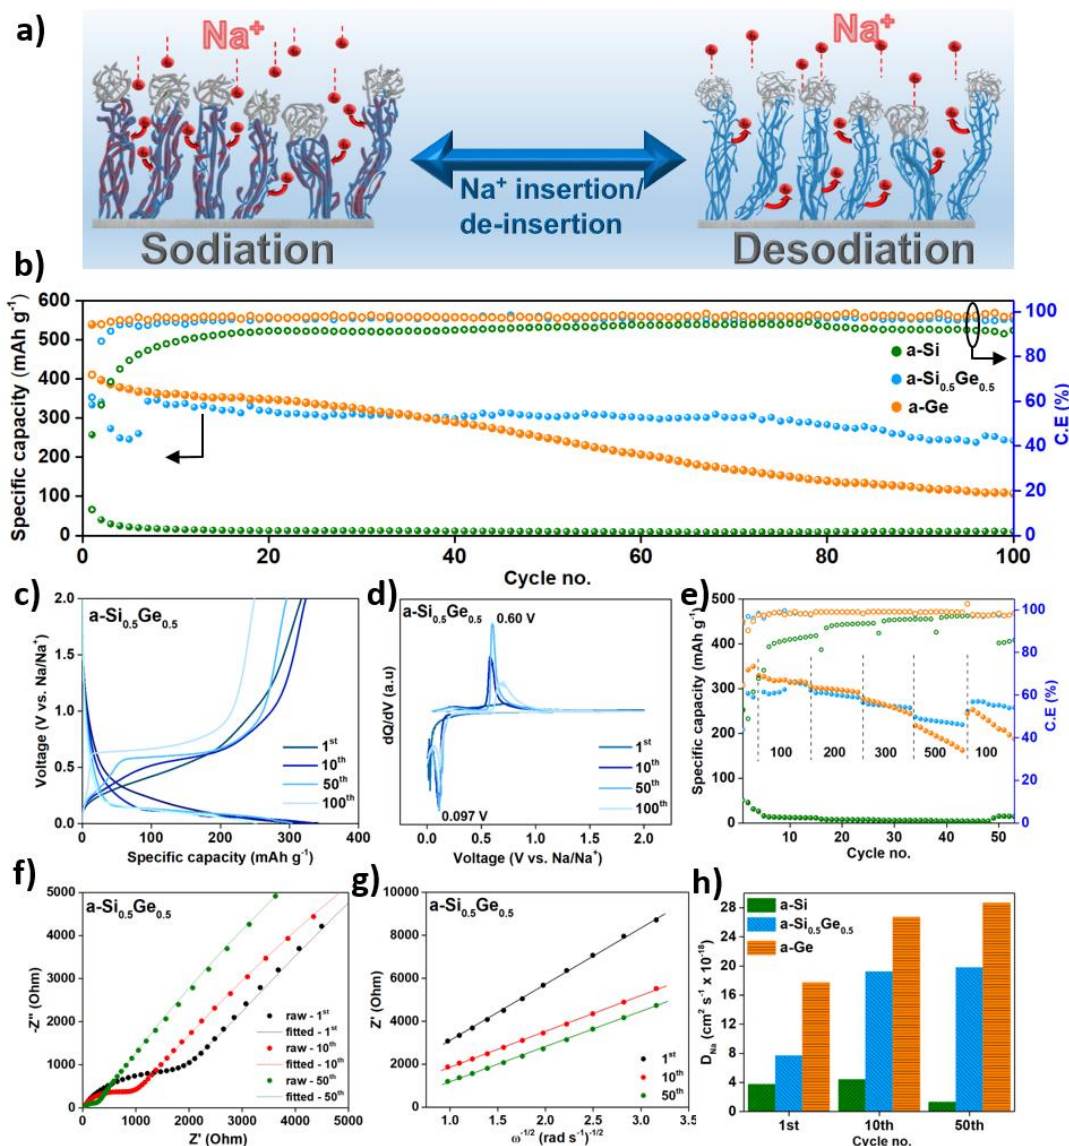 a)
Na⁺
Na⁺
Na⁺ insertion/
de-insertion
Sodiation
Desodiation
b)
600
500
400
300
200
100
0
Specific capacity (mAh g⁻¹)
100
80
60
40
20
0
C.E (%)
a-Si
a-Si₀.₅Ge₀.₅
a-Ge
0
20
40
60
80
100
Cycle no.
c)
a-Si₀.₅Ge₀.₅
2.0
1.5
1.0
0.5
0.0
Voltage (V vs. Na/Na⁺)
1ˢᵗ
10ᵗʰ
50ᵗʰ
100ᵗʰ
0
100
200
300
400
Specific capacity (mAh g⁻¹)
d)
a-Si₀.₅Ge₀.₅
0.60 V
dQ/dV (a.u)
1ˢᵗ
10ᵗʰ
50ᵗʰ
100ᵗʰ
0.097 V
0.0
0.5
1.0
1.5
2.0
Voltage (V vs. Na/Na⁺)
e)
500
400
300
200
100
0
Specific capacity (mAh g⁻¹)
100
80
60
40
20
0
C.E (%)
100
200
300
500
100
10
20
30
40
50
Cycle no.
f)
a-Si₀.₅Ge₀.₅
5000
4000
3000
2000
1000
0
-Z'' (Ohm)
raw - 1ˢᵗ
fitted - 1ˢᵗ
raw - 10ᵗʰ
fitted - 10ᵗʰ
raw - 50ᵗʰ
fitted - 50ᵗʰ
0
1000
2000
3000
4000
5000
Z' (Ohm)
g)
a-Si₀.₅Ge₀.₅
10000
8000
6000
4000
2000
0
Z' (Ohm)
1ˢᵗ
10ᵗʰ
50ᵗʰ
1.0
1.5
2.0
2.5
3.0
3.5
ω⁻¹/² (rad s⁻¹)⁻¹/²
h)
a-Si
a-Si₀.₅Ge₀.₅
a-Ge
28
24
20
16
12
8
4
0
D_Na (cm² s⁻¹ x 10⁻¹⁸)
1st
10th
50th
Cycle no.